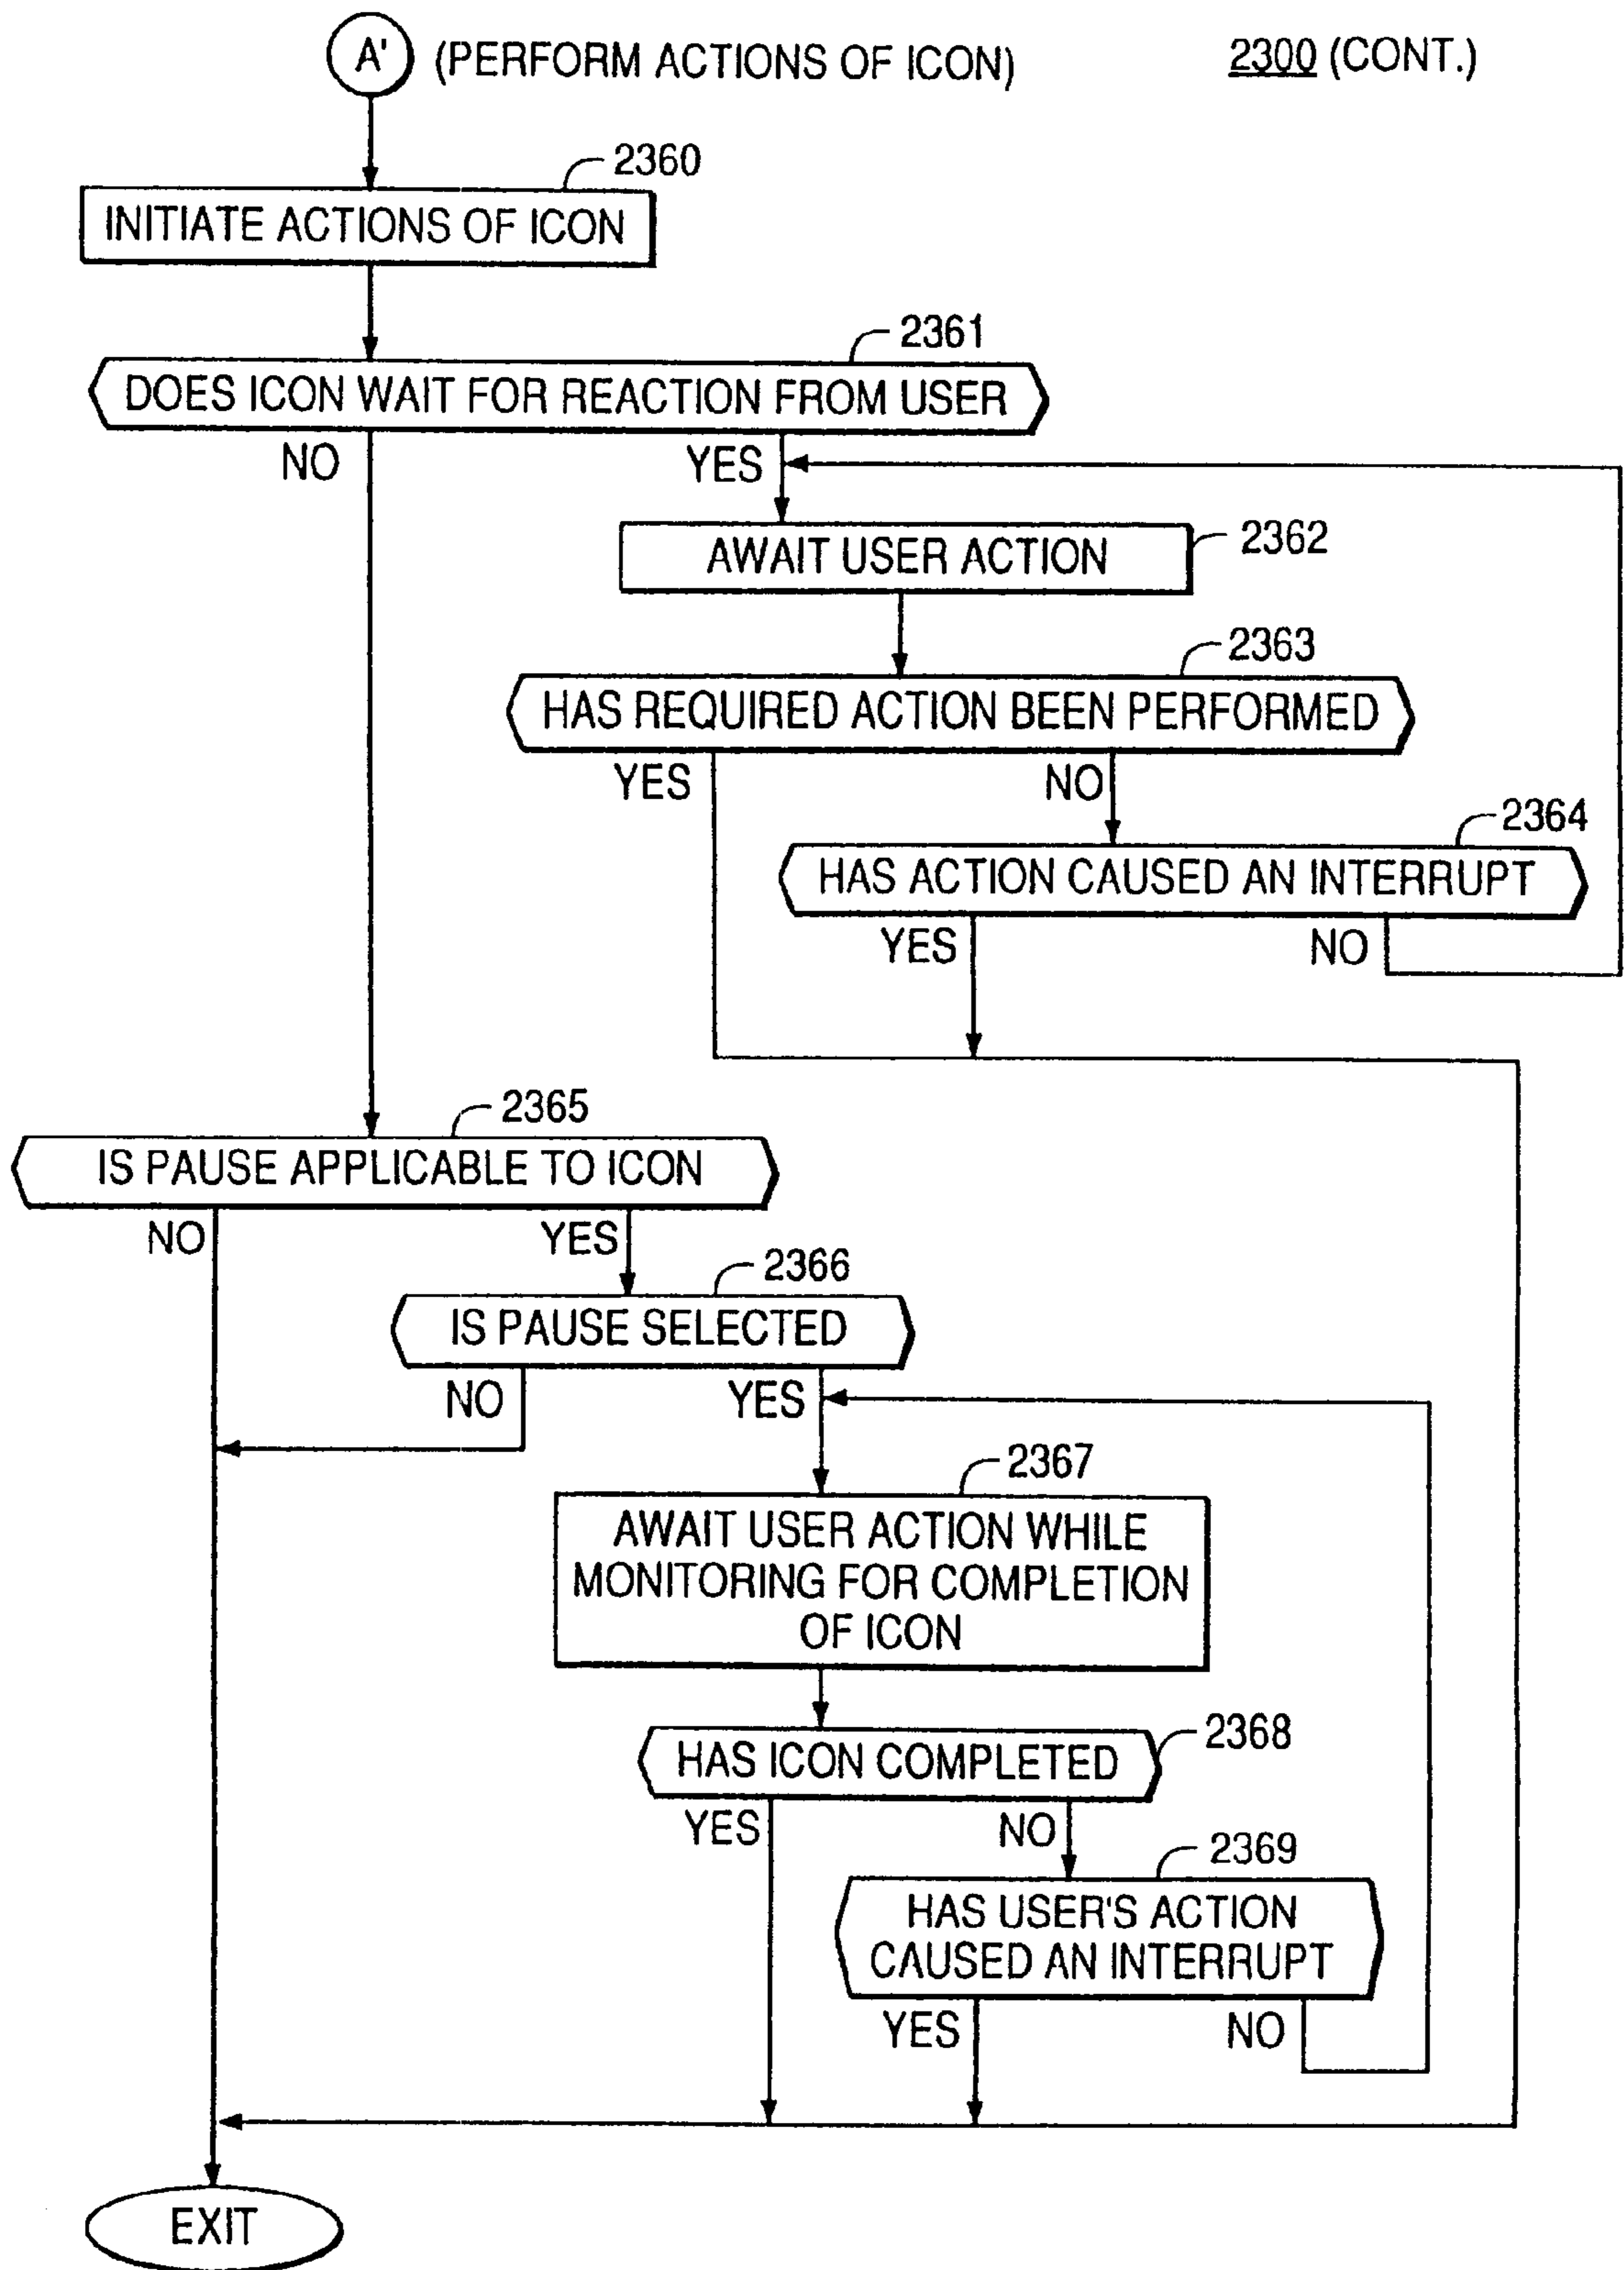 A' (PERFORM ACTIONS OF ICON)
2300 (CONT.)
2360
INITIATE ACTIONS OF ICON
2361
DOES ICON WAIT FOR REACTION FROM USER
NO
YES
AWAIT USER ACTION
2362
2363
HAS REQUIRED ACTION BEEN PERFORMED
YES
NO
2364
HAS ACTION CAUSED AN INTERRUPT
YES
NO
2365
IS PAUSE APPLICABLE TO ICON
NO
YES
2366
IS PAUSE SELECTED
NO
YES
2367
AWAIT USER ACTION WHILE
MONITORING FOR COMPLETION
OF ICON
2368
HAS ICON COMPLETED
YES
NO
2369
HAS USER'S ACTION
CAUSED AN INTERRUPT
YES
NO
EXIT